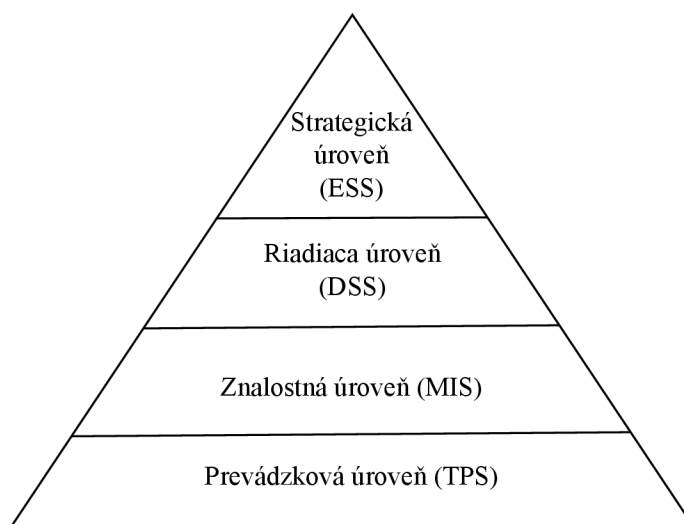 Strategická
úroveň
(ESS)
Riadiaca úroveň
(DSS)
Znalostná úroveň (MIS)
Prevádzková úroveň (TPS)